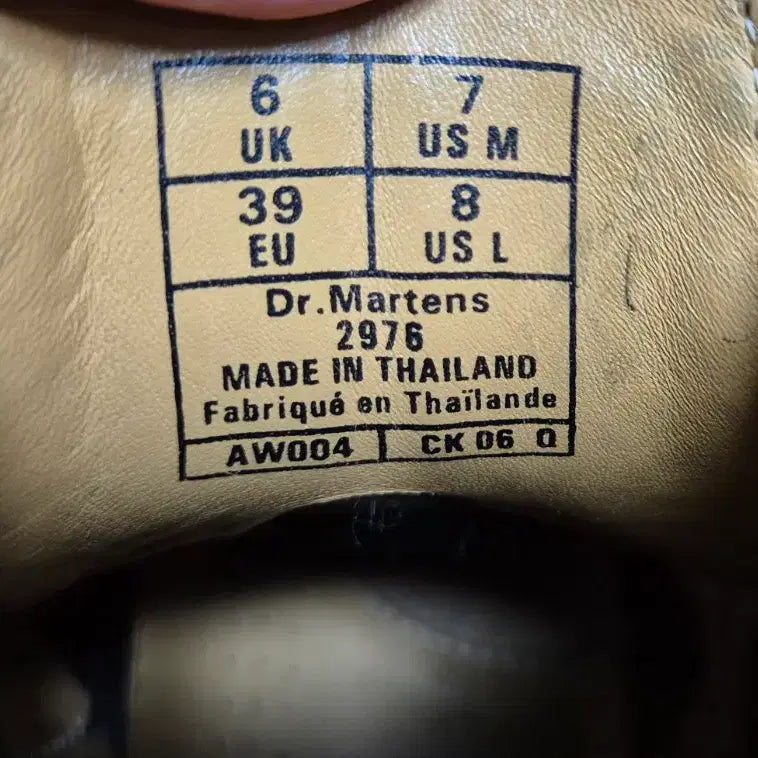 6 7
UK US M
39 8
EU US L
Dr.Martens
2976
MADE IN THAILAND
Fabriqué en Thaïlande
AW004 CK 06 Q